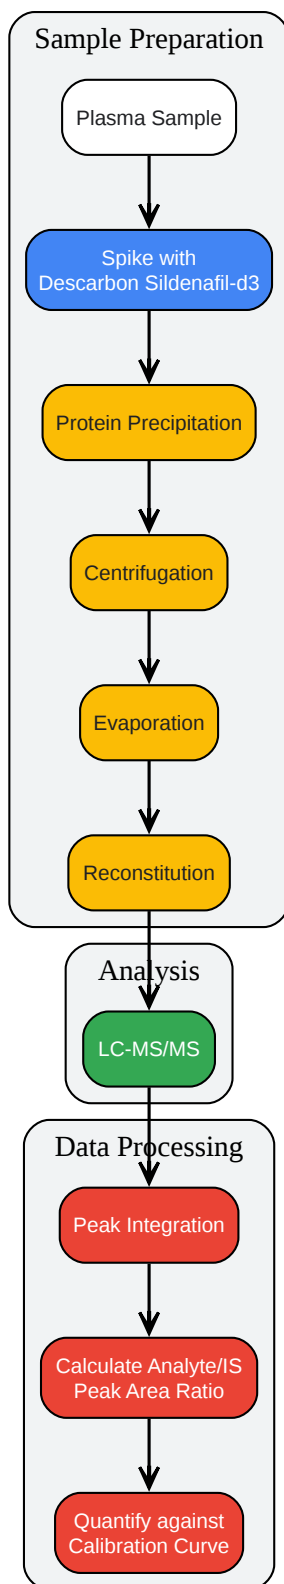 Sample Preparation
Plasma Sample
Spike with
Descarbon Sildenafil-d3
Protein Precipitation
Centrifugation
Evaporation
Reconstitution
Analysis
LC-MS/MS
Data Processing
Peak Integration
Calculate Analyte/IS
Peak Area Ratio
Quantify against
Calibration Curve